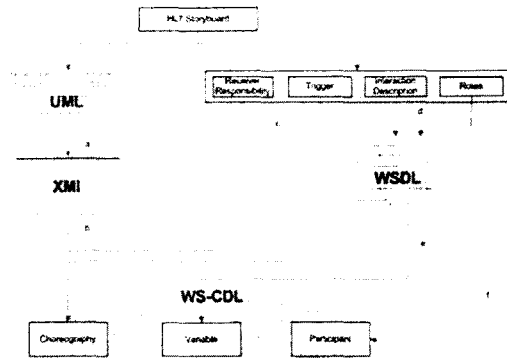 HL7 Storyboard
Receiver Responsibility
Trigger
Interaction Description
Roles
UML
d
c
a
XMI
WSDL
b
e
WS-CDL
f
Choreography
Variable
Participant